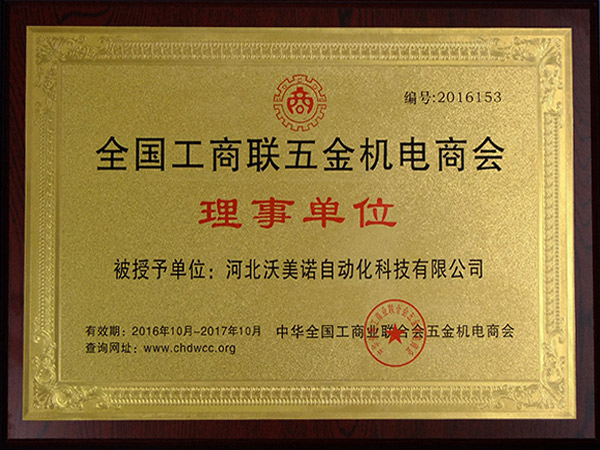 商
编号:2016153
全国工商联五金机电商会
理事单位
被授予单位：河北沃美诺自动化科技有限公司
有效期：2016年10月-2017年10月
查询网址：www.chdwcc.org
中华全国工商业联合会五金机电商会